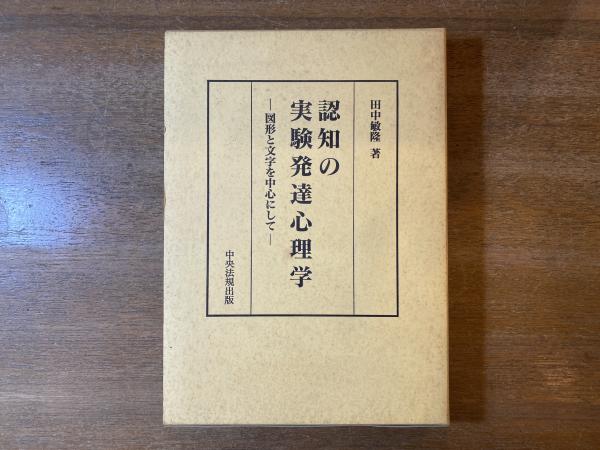 田中敏隆 著
認知の
実験発達心理学
―図形と文字を中心にして―
中央法規出版